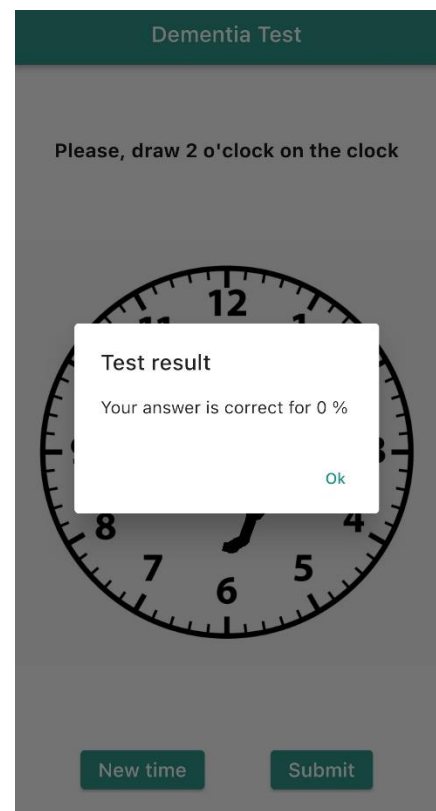 Dementia Test
Please, draw 2 o'clock on the clock
12
Test result
Your answer is correct for 0 %
Ok
8
4
7
5
6
New time
Submit